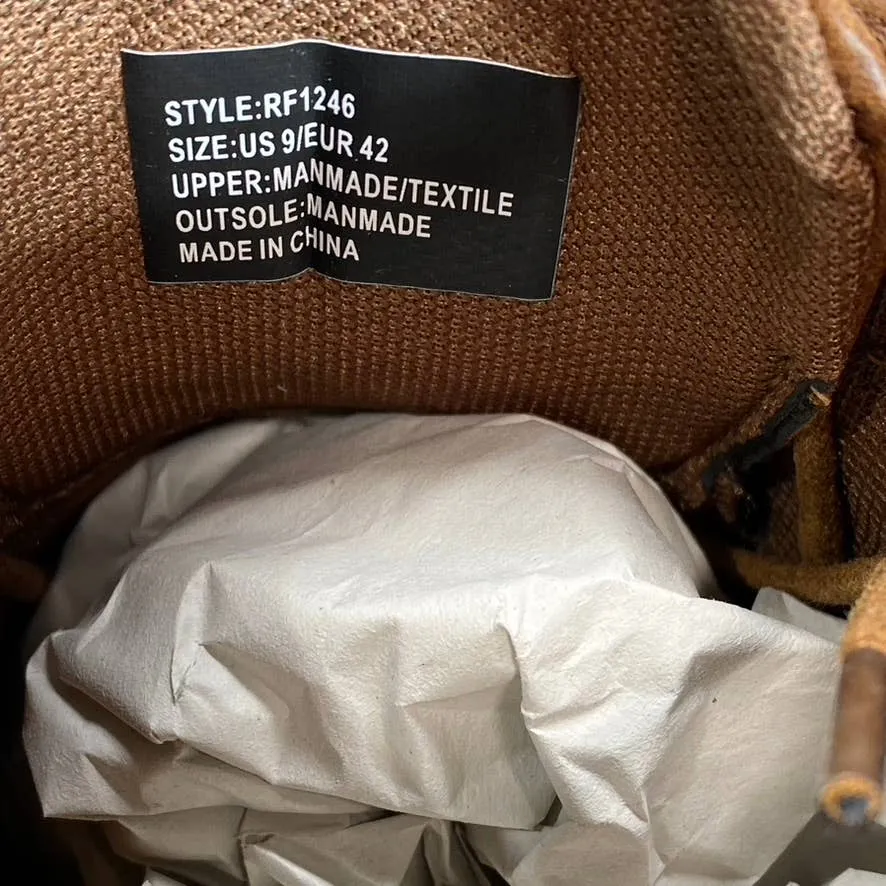 STYLE:RF1246
SIZE:US 9/EUR 42
UPPER:MANMADE/TEXTILE
OUTSOLE:MANMADE
MADE IN CHINA